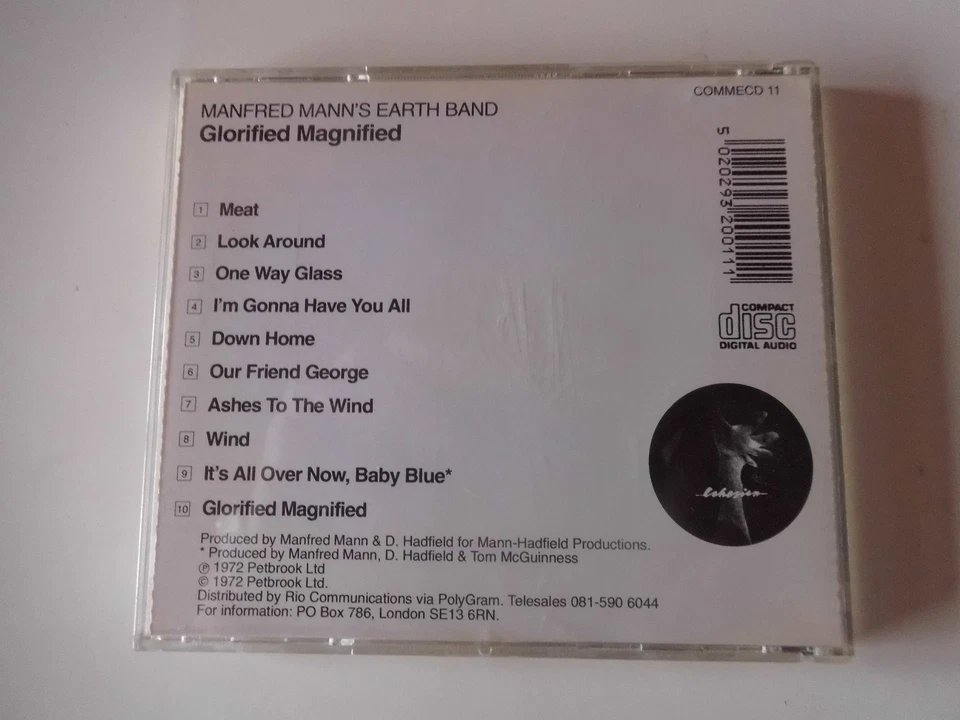 COMMECD 11
MANFRED MANN'S EARTH BAND
Glorified Magnified
5 020293 200111
1 Meat
2 Look Around
3 One Way Glass
4 I'm Gonna Have You All
5 Down Home
6 Our Friend George
7 Ashes To The Wind
8 Wind
9 It's All Over Now, Baby Blue*
10 Glorified Magnified
COMPACT
disc
DIGITAL AUDIO
Cohesion
Produced by Manfred Mann & D. Hadfield for Mann-Hadfield Productions.
* Produced by Manfred Mann, D. Hadfield & Tom McGuinness
℗ 1972 Petbrook Ltd
© 1972 Petbrook Ltd.
Distributed by Rio Communications via PolyGram. Telesales 081-590 6044
For information: PO Box 786, London SE13 6RN.